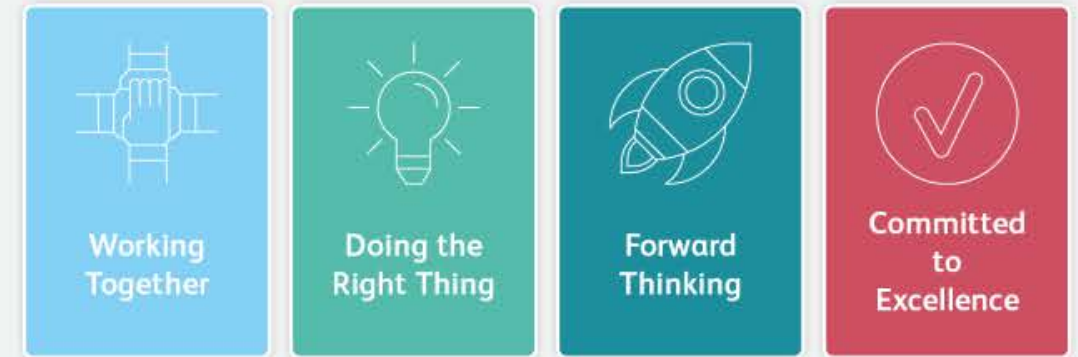 Working
Together
Doing the
Right Thing
Forward
Thinking
Committed
to
Excellence